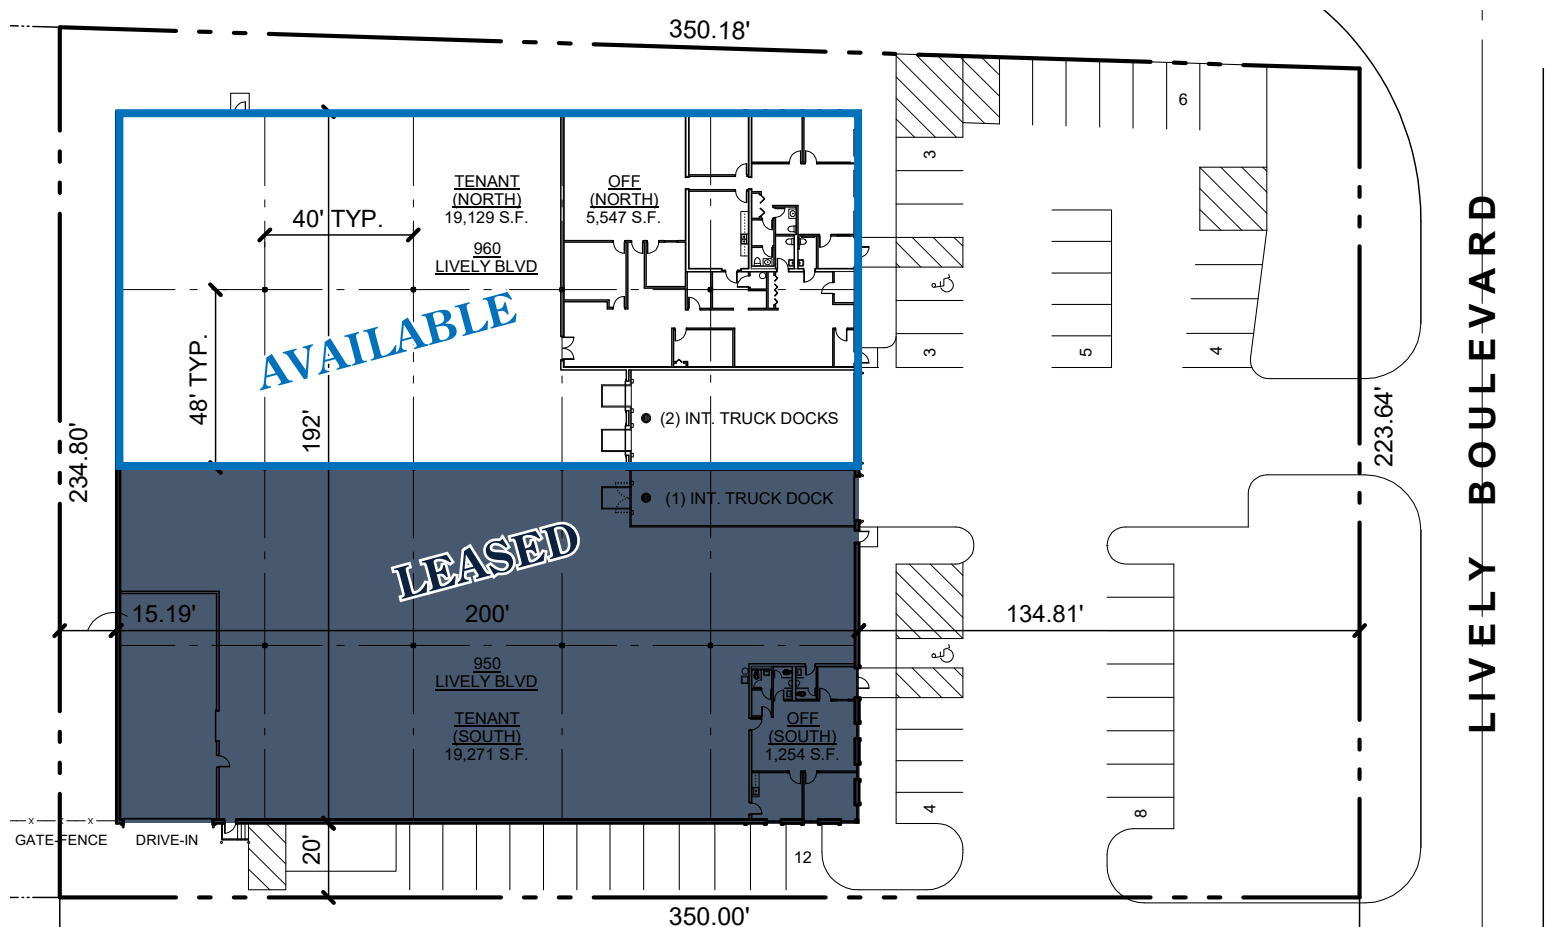 350.18'
6
3
TENANT
(NORTH)
19,129 S.F.
OFF
(NORTH)
5,547 S.F.
40' TYP.
960
LIVELY BLVD
AVAILABLE
48' TYP.
192'
3
5
4
(2) INT. TRUCK DOCKS
234.80'
223.64'
LIVELY BOULEVARD
(1) INT. TRUCK DOCK
LEASED
15.19'
200'
134.81'
950
LIVELY BLVD
TENANT
(SOUTH)
19,271 S.F.
OFF
(SOUTH)
1,254 S.F.
4
8
x x x
GATE-FENCE
DRIVE-IN
20'
12
350.00'